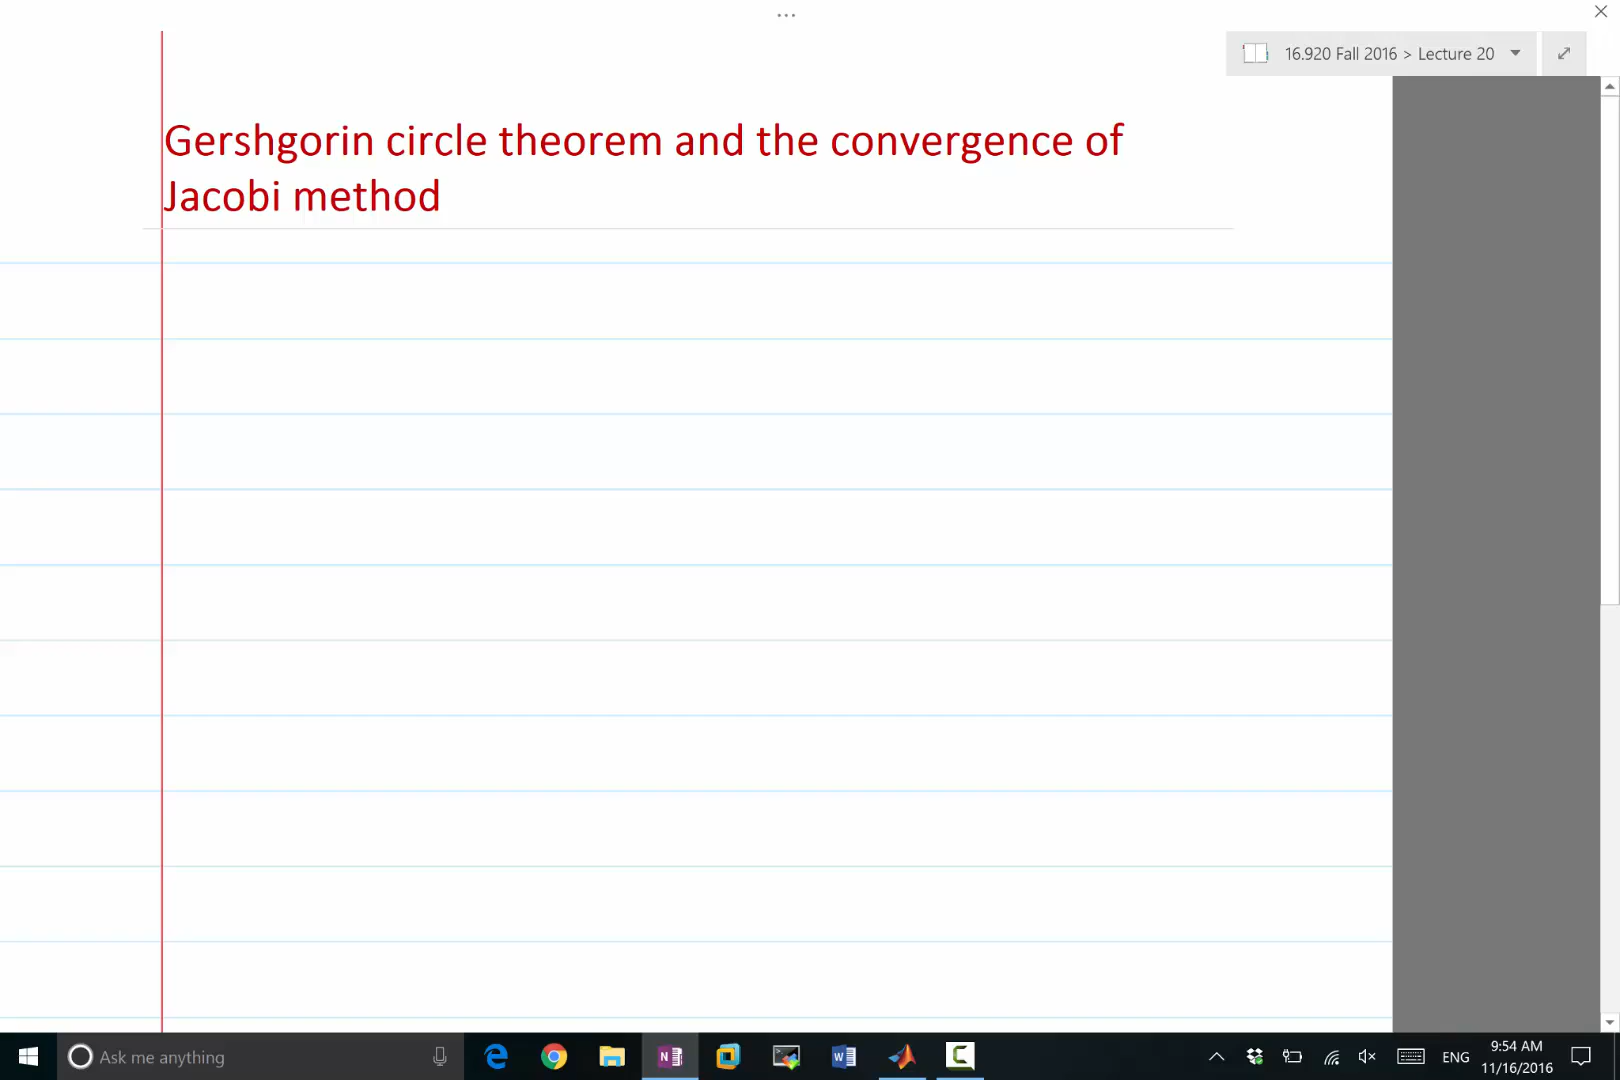 16.920 Fall 2016 > Lecture 20
Gershgorin circle theorem and the convergence of
Jacobi method
Ask me anything
ENG
9:54 AM
11/16/2016